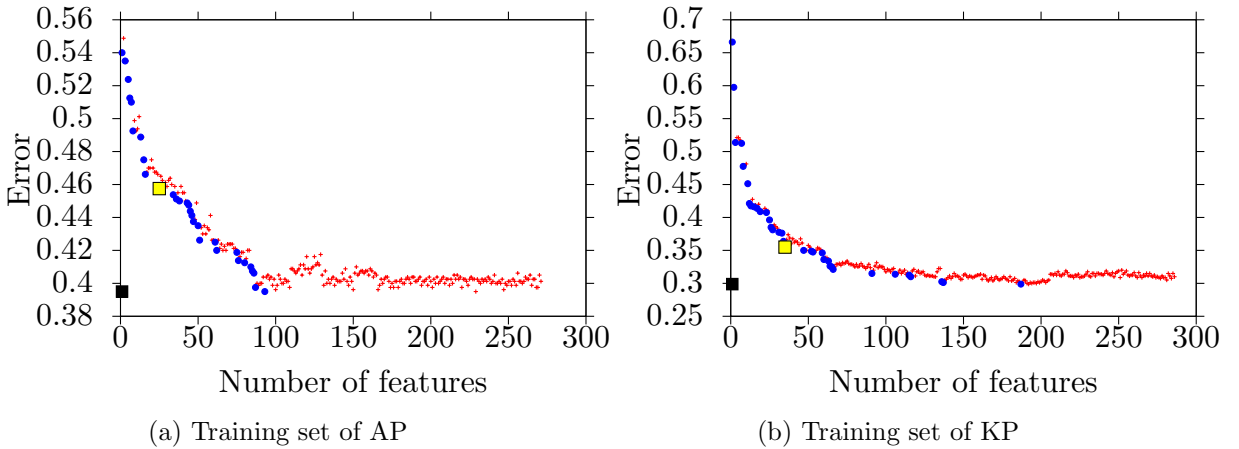 0.56
0.54
0.52
0.5
0.48
0.46
0.44
0.42
0.4
0.38
Error
0 50 100 150 200 250 300
Number of features
(a) Training set of AP
0.7
0.65
0.6
0.55
0.5
0.45
0.4
0.35
0.3
0.25
Error
0 50 100 150 200 250 300
Number of features
(b) Training set of KP